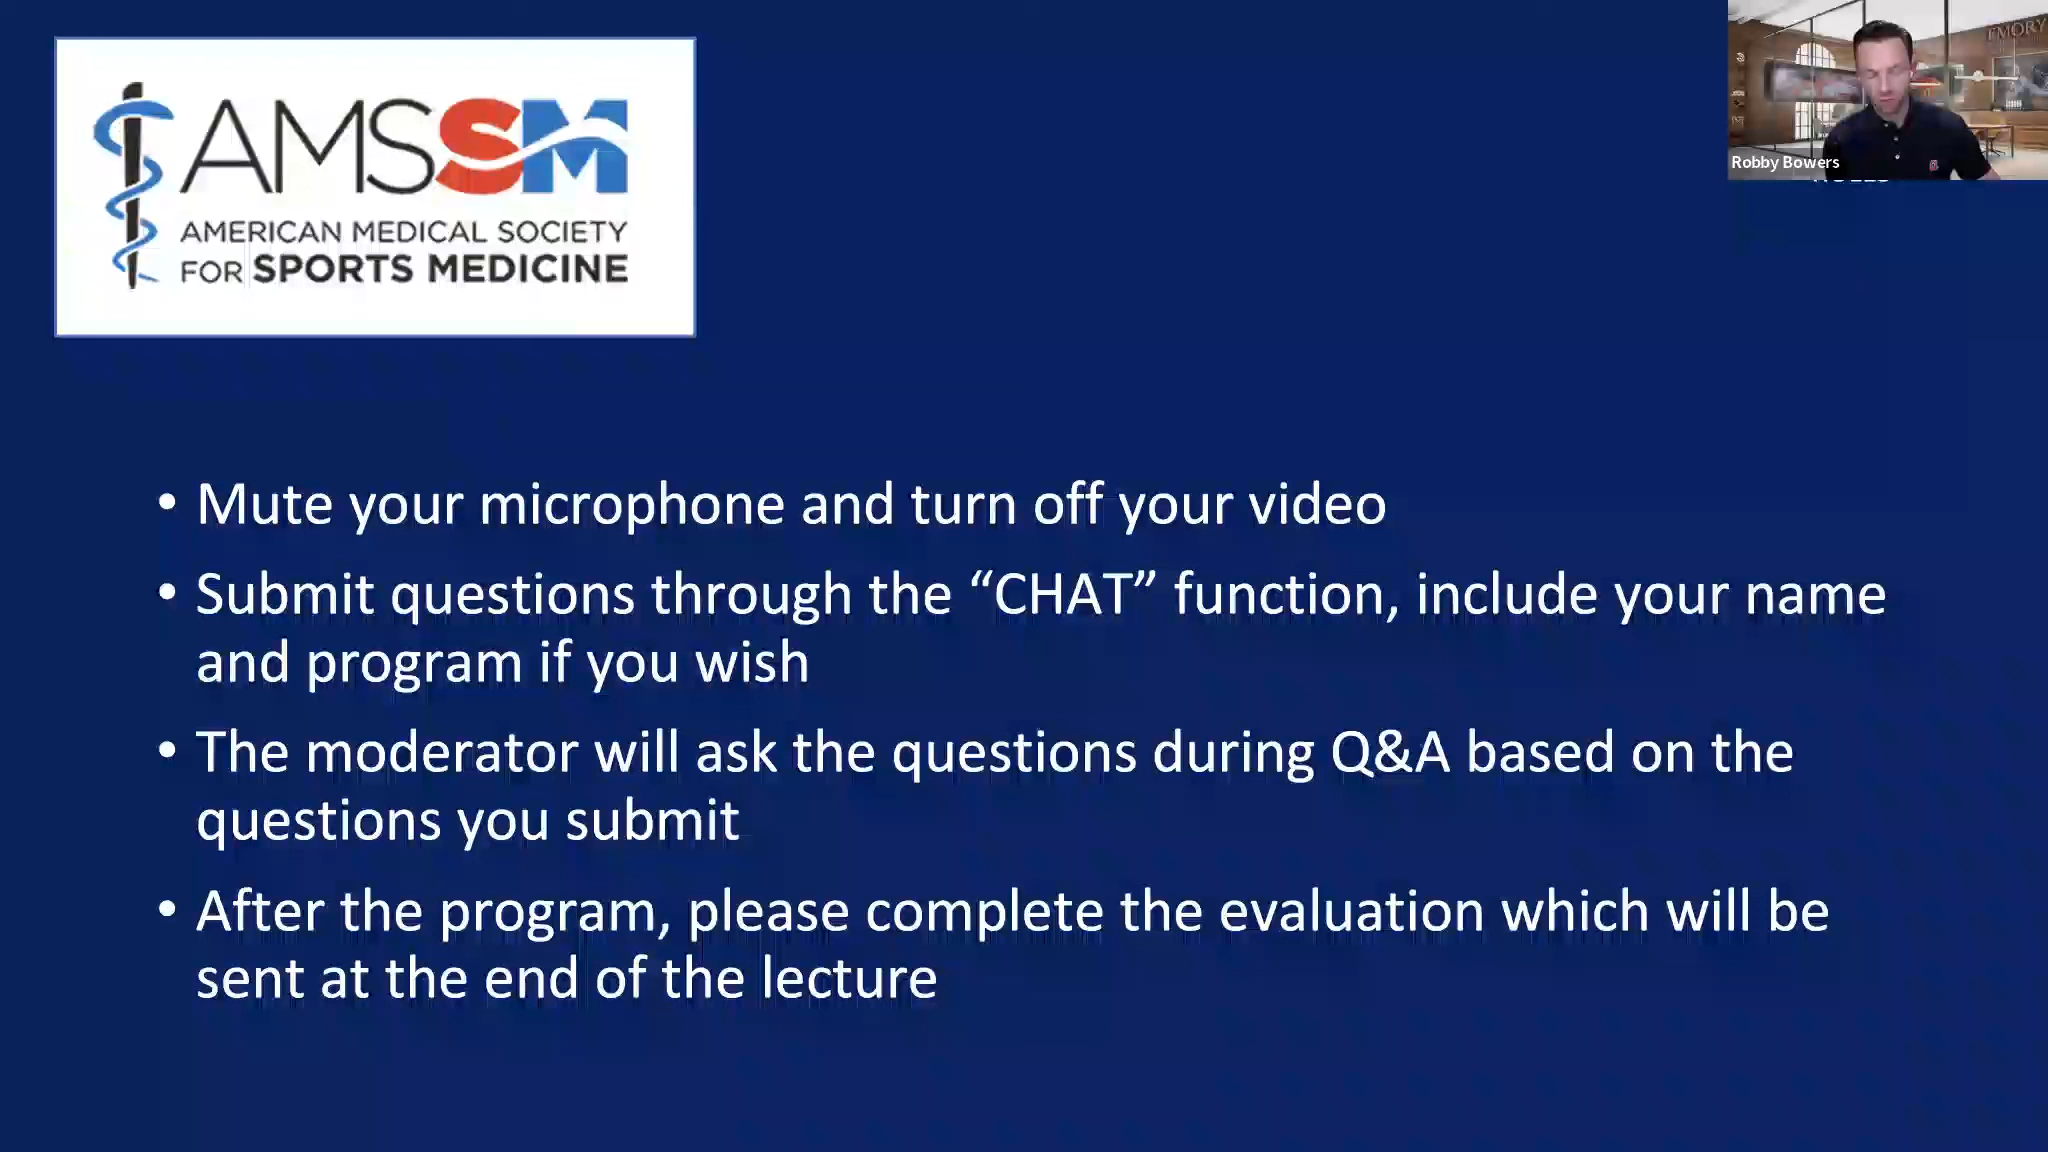 AMSSM
AMERICAN MEDICAL SOCIETY
FOR SPORTS MEDICINE
EMORY
Robby Bowers
• Mute your microphone and turn off your video
• Submit questions through the “CHAT” function, include your name
and program if you wish
• The moderator will ask the questions during Q&A based on the
questions you submit
• After the program, please complete the evaluation which will be
sent at the end of the lecture